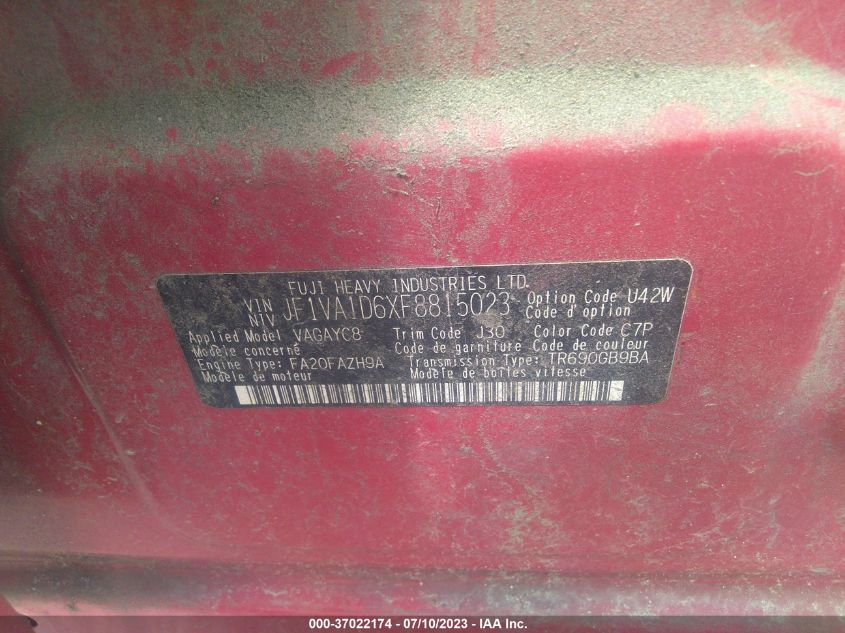 FUJI HEAVY INDUSTRIES LTD.
VIN NIV JF1VA1D6XF8815023 Option Code U42W
Code d'option
Applied Model VAGAYC8 Trim Code J30 Color Code C7P
Modèle concerné Code de garniture Code de couleur
Engine Type: FA20FAZH9A Transmission Type: TR690GB9BA
Modèle de moteur Modèle de boîtes vitesse
000-37022174 - 07/10/2023 - IAA Inc.